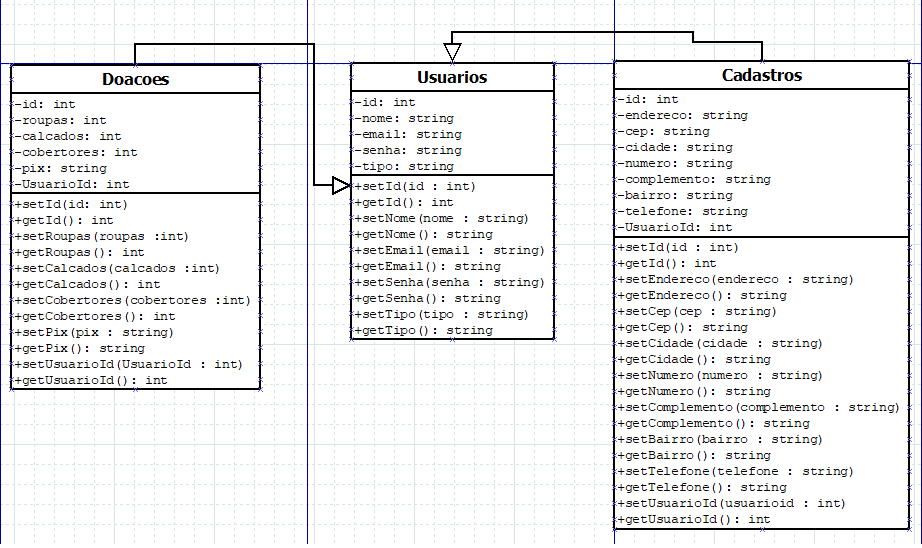 Doacoes
-id: int
-roupas: int
-calcados: int
-cobertores: int
-pix: string
-UsuarioId: int
+setId(id: int)
+getId(): int
+setRoupas(roupas :int)
+getRoupas(): int
+setCalcados(calcados :int)
+getCalcados(): int
+setCobertores(cobertores :int)
+getCobertores(): int
+setPix(pix : string)
+getPix(): string
+setUsuarioId(UsuarioId : int)
+getUsuarioId(): int
Usuarios
-id: int
-nome: string
-email: string
-senha: string
-tipo: string
+setId(id : int)
+getId(): int
+setNome(nome : string)
+getNome(): string
+setEmail(email : string)
+getEmail(): string
+setSenha(senha : string)
+getSenha(): string
+setTipo(tipo : string)
+getTipo(): string
Cadastros
-id: int
-endereco: string
-cep: string
-cidade: string
-numero: string
-complemento: string
-bairro: string
-telefone: string
-UsuarioId: int
+setId(id : int)
+getId(): int
+setEndereco(endereco : string)
+getEndereco(): string
+setCep(cep : string)
+getCep(): string
+setCidade(cidade : string)
+getCidade(): string
+setNumero(numero : string)
+getNumero(): string
+setComplemento(complemento : string)
+getComplemento(): string
+setBairro(bairro : string)
+getBairro(): string
+setTelefone(telefone : string)
+getTelefone(): string
+setUsuarioId(usuarioid : int)
+getUsuarioId(): int